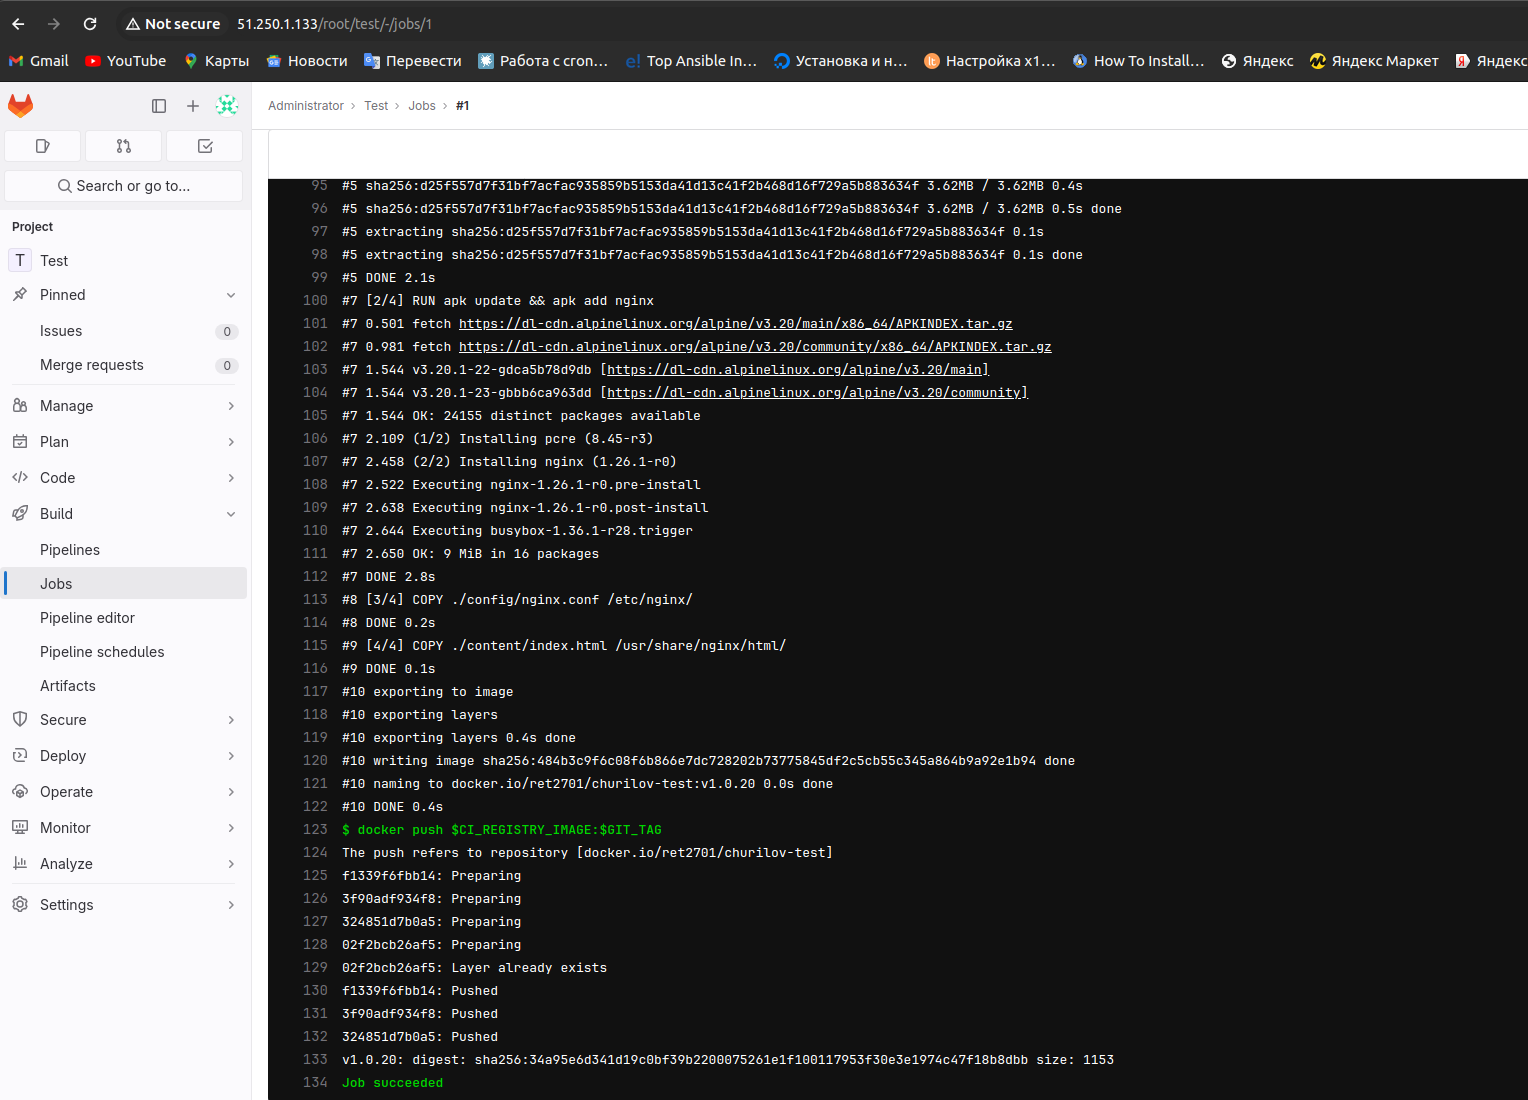 Not secure 51.250.1.133/root/test/-/jobs/1
Gmail YouTube Карты Новости Перевести Работа с cron... Top Ansible In... Установка и н... Настройка x1... How To Install... Яндекс Яндекс Маркет Яндекс
Administrator > Test > Jobs > #1
Search or go to...
Project
T Test
Pinned
Issues 0
Merge requests 0
Manage
Plan
Code
Build
Pipelines
Jobs
Pipeline editor
Pipeline schedules
Artifacts
Secure
Deploy
Operate
Monitor
Analyze
Settings
95 #5 sha256:d25f557d7f31bf7acfac935859b5153da41d13c41f2b468d16f729a5b883634f 3.62MB / 3.62MB 0.4s
96 #5 sha256:d25f557d7f31bf7acfac935859b5153da41d13c41f2b468d16f729a5b883634f 3.62MB / 3.62MB 0.5s done
97 #5 extracting sha256:d25f557d7f31bf7acfac935859b5153da41d13c41f2b468d16f729a5b883634f 0.1s
98 #5 extracting sha256:d25f557d7f31bf7acfac935859b5153da41d13c41f2b468d16f729a5b883634f 0.1s done
99 #5 DONE 2.1s
100 #7 [2/4] RUN apk update && apk add nginx
101 #7 0.501 fetch https://dl-cdn.alpinelinux.org/alpine/v3.20/main/x86_64/APKINDEX.tar.gz
102 #7 0.981 fetch https://dl-cdn.alpinelinux.org/alpine/v3.20/community/x86_64/APKINDEX.tar.gz
103 #7 1.544 v3.20.1-22-gdca5b78d9db [https://dl-cdn.alpinelinux.org/alpine/v3.20/main]
104 #7 1.544 v3.20.1-23-gbbb6ca963dd [https://dl-cdn.alpinelinux.org/alpine/v3.20/community]
105 #7 1.544 OK: 24155 distinct packages available
106 #7 2.109 (1/2) Installing pcre (8.45-r3)
107 #7 2.458 (2/2) Installing nginx (1.26.1-r0)
108 #7 2.522 Executing nginx-1.26.1-r0.pre-install
109 #7 2.638 Executing nginx-1.26.1-r0.post-install
110 #7 2.644 Executing busybox-1.36.1-r28.trigger
111 #7 2.650 OK: 9 MiB in 16 packages
112 #7 DONE 2.8s
113 #8 [3/4] COPY ./config/nginx.conf /etc/nginx/
114 #8 DONE 0.2s
115 #9 [4/4] COPY ./content/index.html /usr/share/nginx/html/
116 #9 DONE 0.1s
117 #10 exporting to image
118 #10 exporting layers
119 #10 exporting layers 0.4s done
120 #10 writing image sha256:484b3c9f6c08f6b866e7dc728202b73775845df2c5cb55c345a864b9a92e1b94 done
121 #10 naming to docker.io/ret2701/churilov-test:v1.0.20 0.0s done
122 #10 DONE 0.4s
123 $ docker push $CI_REGISTRY_IMAGE:$GIT_TAG
124 The push refers to repository [docker.io/ret2701/churilov-test]
125 f1339f6fbb14: Preparing
126 3f90adf934f8: Preparing
127 324851d7b0a5: Preparing
128 02f2bcb26af5: Preparing
129 02f2bcb26af5: Layer already exists
130 f1339f6fbb14: Pushed
131 3f90adf934f8: Pushed
132 324851d7b0a5: Pushed
133 v1.0.20: digest: sha256:34a95e6d341d19c0bf39b2200075261e1f100117953f30e3e1974c47f18b8dbb size: 1153
134 Job succeeded